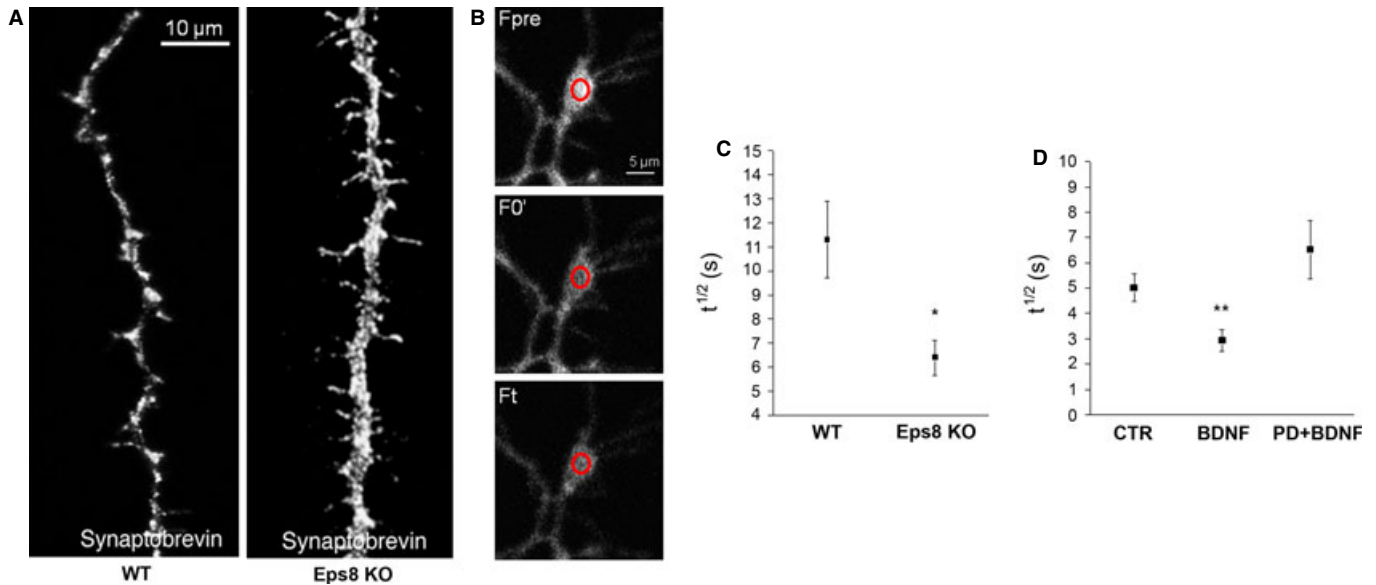 A
10 µm
Synaptobrevin
WT
Synaptobrevin
Eps8 KO
B
Fpre
5 µm
F0'
Ft
C
15
14
13
12
11
10
9
8
7
6
5
4
t 1/2 (s)
*
WT
Eps8 KO
D
10
9
8
7
6
5
4
3
2
1
0
t 1/2 (s)
**
CTR
BDNF
PD+BDNF